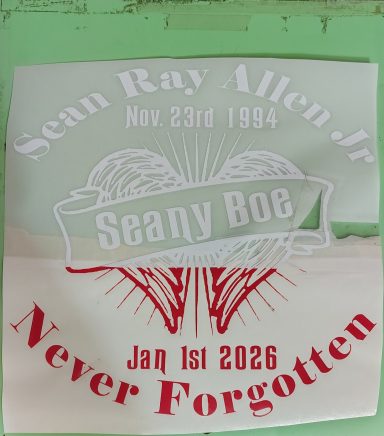 Sean Ray Allen Jr
Nov. 23rd 1994
Seany Boe
Jan 1st 2026
Never Forgotten